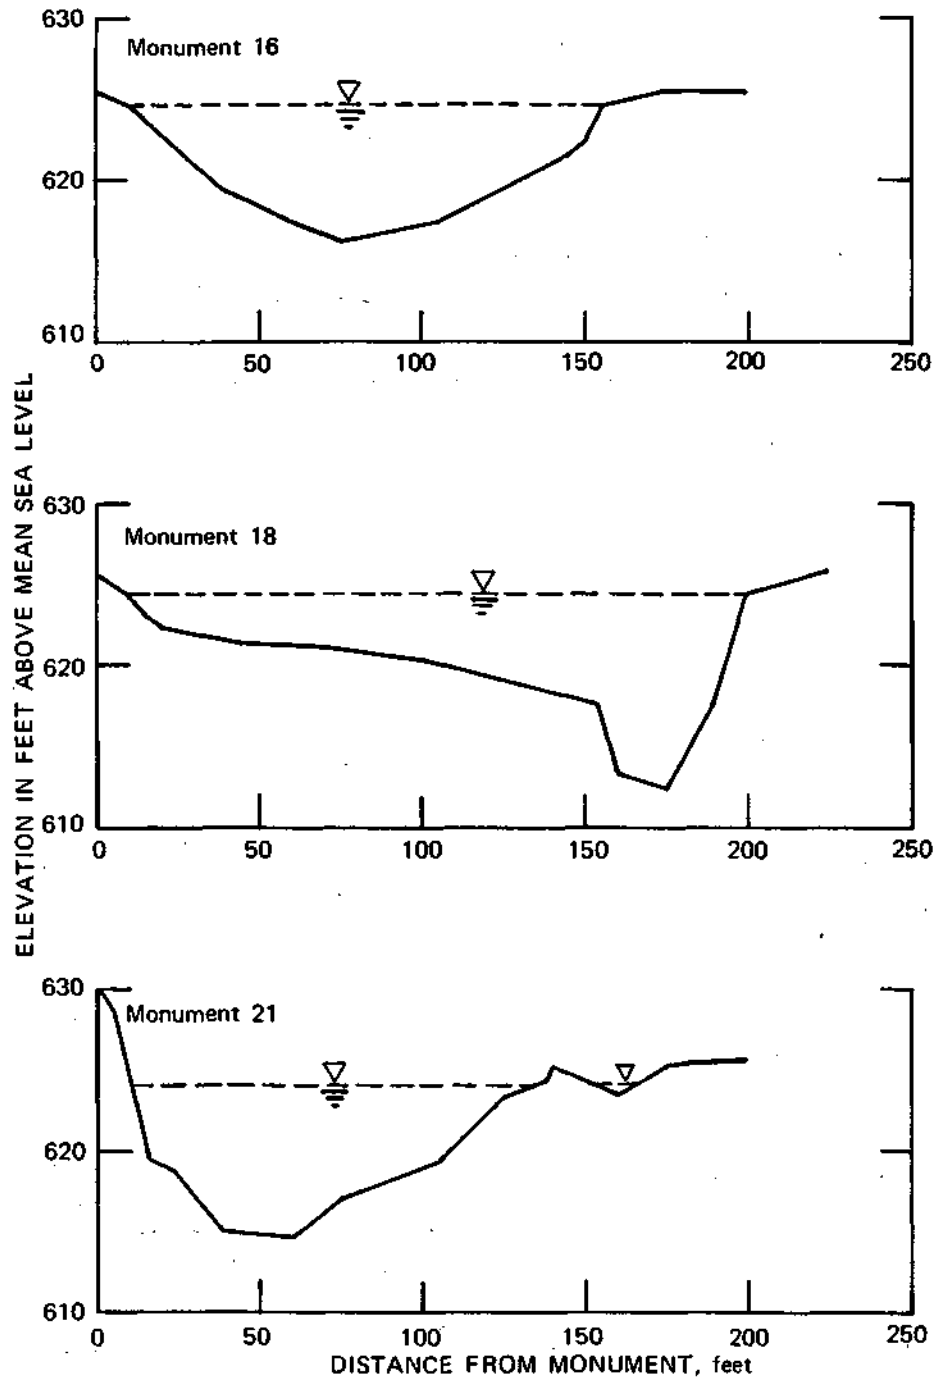 630
Monument 16
620
610
0 50 100 150 200 250
ELEVATION IN FEET ABOVE MEAN SEA LEVEL
630
Monument 18
620
610
0 50 100 150 200 250
630
Monument 21
620
610
0 50 100 150 200 250
DISTANCE FROM MONUMENT, feet